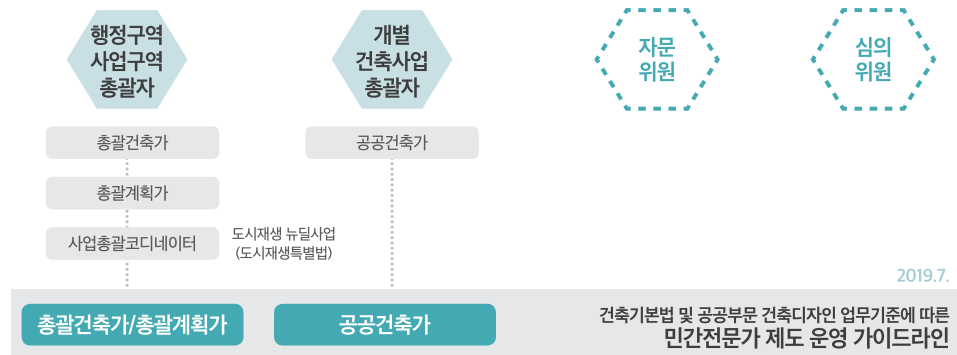 행정구역
사업구역
총괄자
개별
건축사업
총괄자
자문
위원
심의
위원
총괄건축가
공공건축가
총괄계획가
사업총괄코디네이터
도시재생 뉴딜사업
(도시재생특별법)
2019.7.
총괄건축가/총괄계획가
공공건축가
건축기본법 및 공공부문 건축디자인 업무기준에 따른
민간전문가 제도 운영 가이드라인